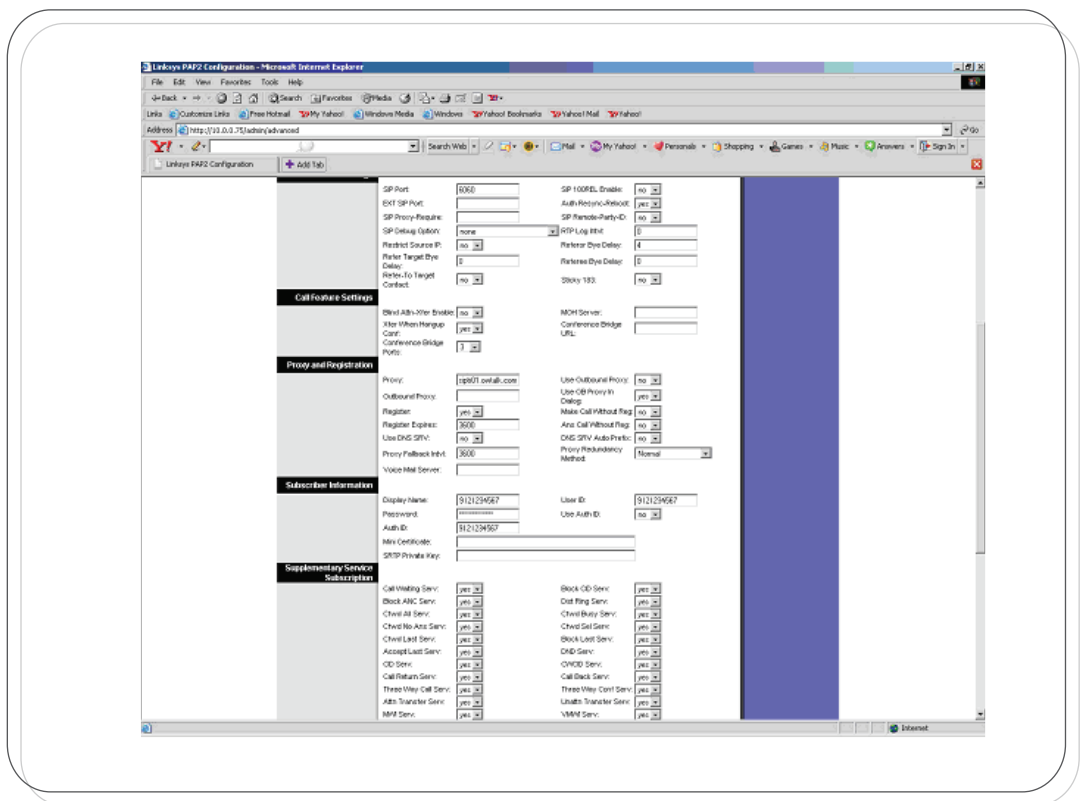 Linksys PAP2 Configuration - Microsoft Internet Explorer
File Edit View Favorites Tools Help
Back Search Favorites Media
Links Customize Links Free Hotmail My Yahoo! Windows Media Windows Yahoo! Bookmarks Yahoo! Mail Yahoo!
Address http://10.0.0.75/admin/advanced Go
Y! Search Web Mail My Yahoo! Personals Shopping Games Music Answers Sign In
Linksys PAP2 Configuration Add Tab
SIP Port: SIP 100REL Enable: no
EXT SIP Port: Auth Resync-Reboot: yes
SIP Proxy-Require: SIP Remote-Party-ID: no
SIP Debug Option: none RTP Log Intvl: 0
Restrict Source IP: no Referor Bye Delay: 4
Refer Target Bye Delay: 0 Referee Bye Delay: 0
Refer-To Target Contact: no Sticky 183: no
Call Feature Settings
Blind Attn-Xfer Enable: no MOH Server:
Xfer When Hangup Conf: yes Conference Bridge URL:
Conference Bridge Ports: 3
Proxy and Registration
Proxy: Use Outbound Proxy: no
Outbound Proxy: Use OB Proxy In Dialog: yes
Register: yes Make Call Without Reg: no
Register Expires: 3600 Ans Call Without Reg: no
Use DNS SRV: no DNS SRV Auto Prefix: no
Proxy Fallback Intvl: 3600 Proxy Redundancy Method: Normal
Voice Mail Server:
Subscriber Information
Display Name: 9121234567 User ID: 9121234567
Password: ************ Use Auth ID: no
Auth ID: 9121234567
Mini Certificate:
SRTP Private Key:
Supplementary Service Subscription
Call Waiting Serv: yes Block CID Serv: yes
Block ANC Serv: yes Dist Ring Serv: yes
Cfwd All Serv: yes Cfwd Busy Serv: yes
Cfwd No Ans Serv: yes Cfwd Sel Serv: yes
Cfwd Last Serv: yes Block Last Serv: yes
Accept Last Serv: yes DND Serv: yes
CID Serv: yes CWCID Serv: yes
Call Return Serv: yes Call Back Serv: yes
Three Way Call Serv: yes Three Way Conf Serv: yes
Attn Transfer Serv: yes Unattn Transfer Serv: yes
MWI Serv: yes VMWI Serv: yes
Internet